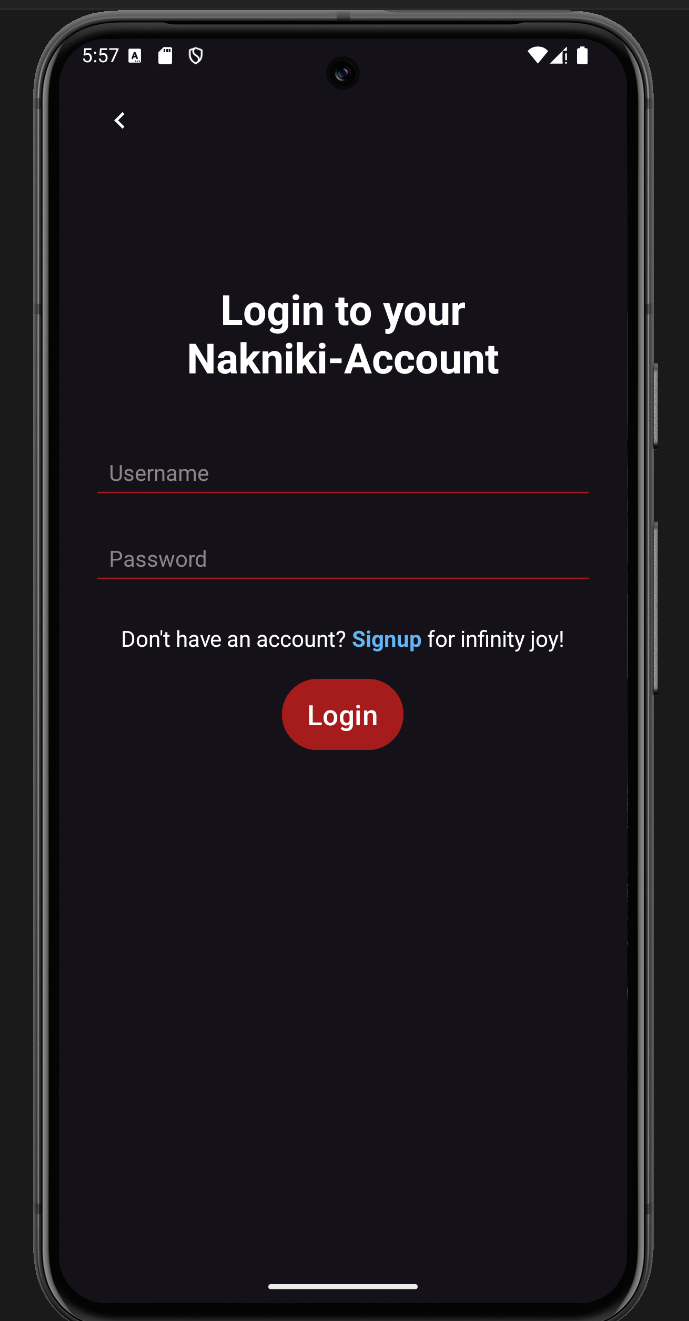 5:57
Login to your
Nakniki-Account
Username
Password
Don't have an account? Signup for infinity joy!
Login